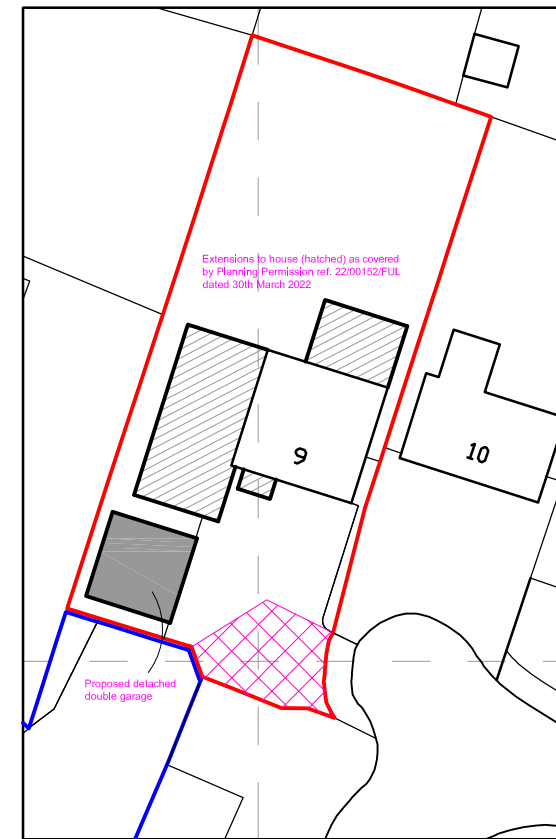 Extensions to house (hatched) as covered
by Planning Permission ref. 22/00152/FUL
dated 30th March 2022
9
10
Proposed detached
double garage